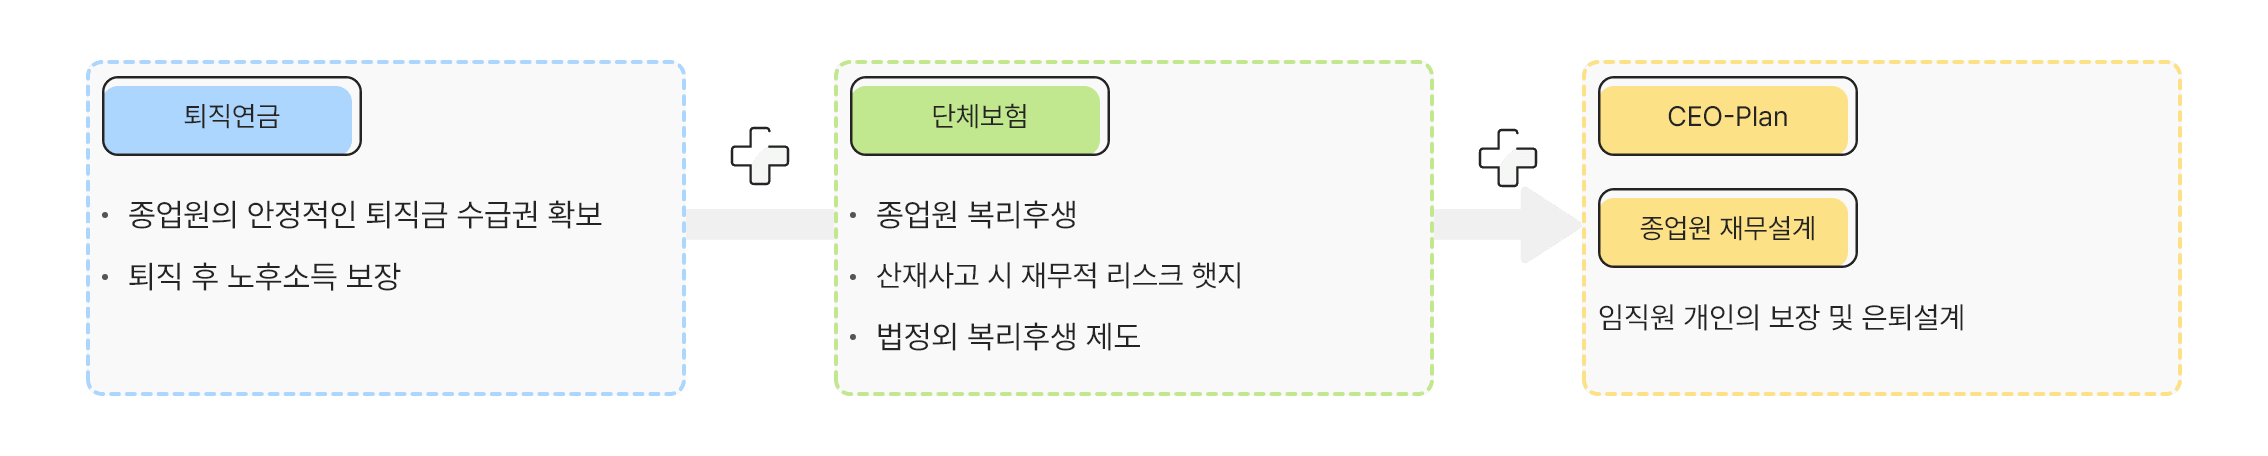 퇴직연금
• 종업원의 안정적인 퇴직금 수급권 확보
• 퇴직 후 노후소득 보장
단체보험
• 종업원 복리후생
• 산재사고 시 재무적 리스크 햇지
• 법정외 복리후생 제도
CEO-Plan
종업원 재무설계
임직원 개인의 보장 및 은퇴설계